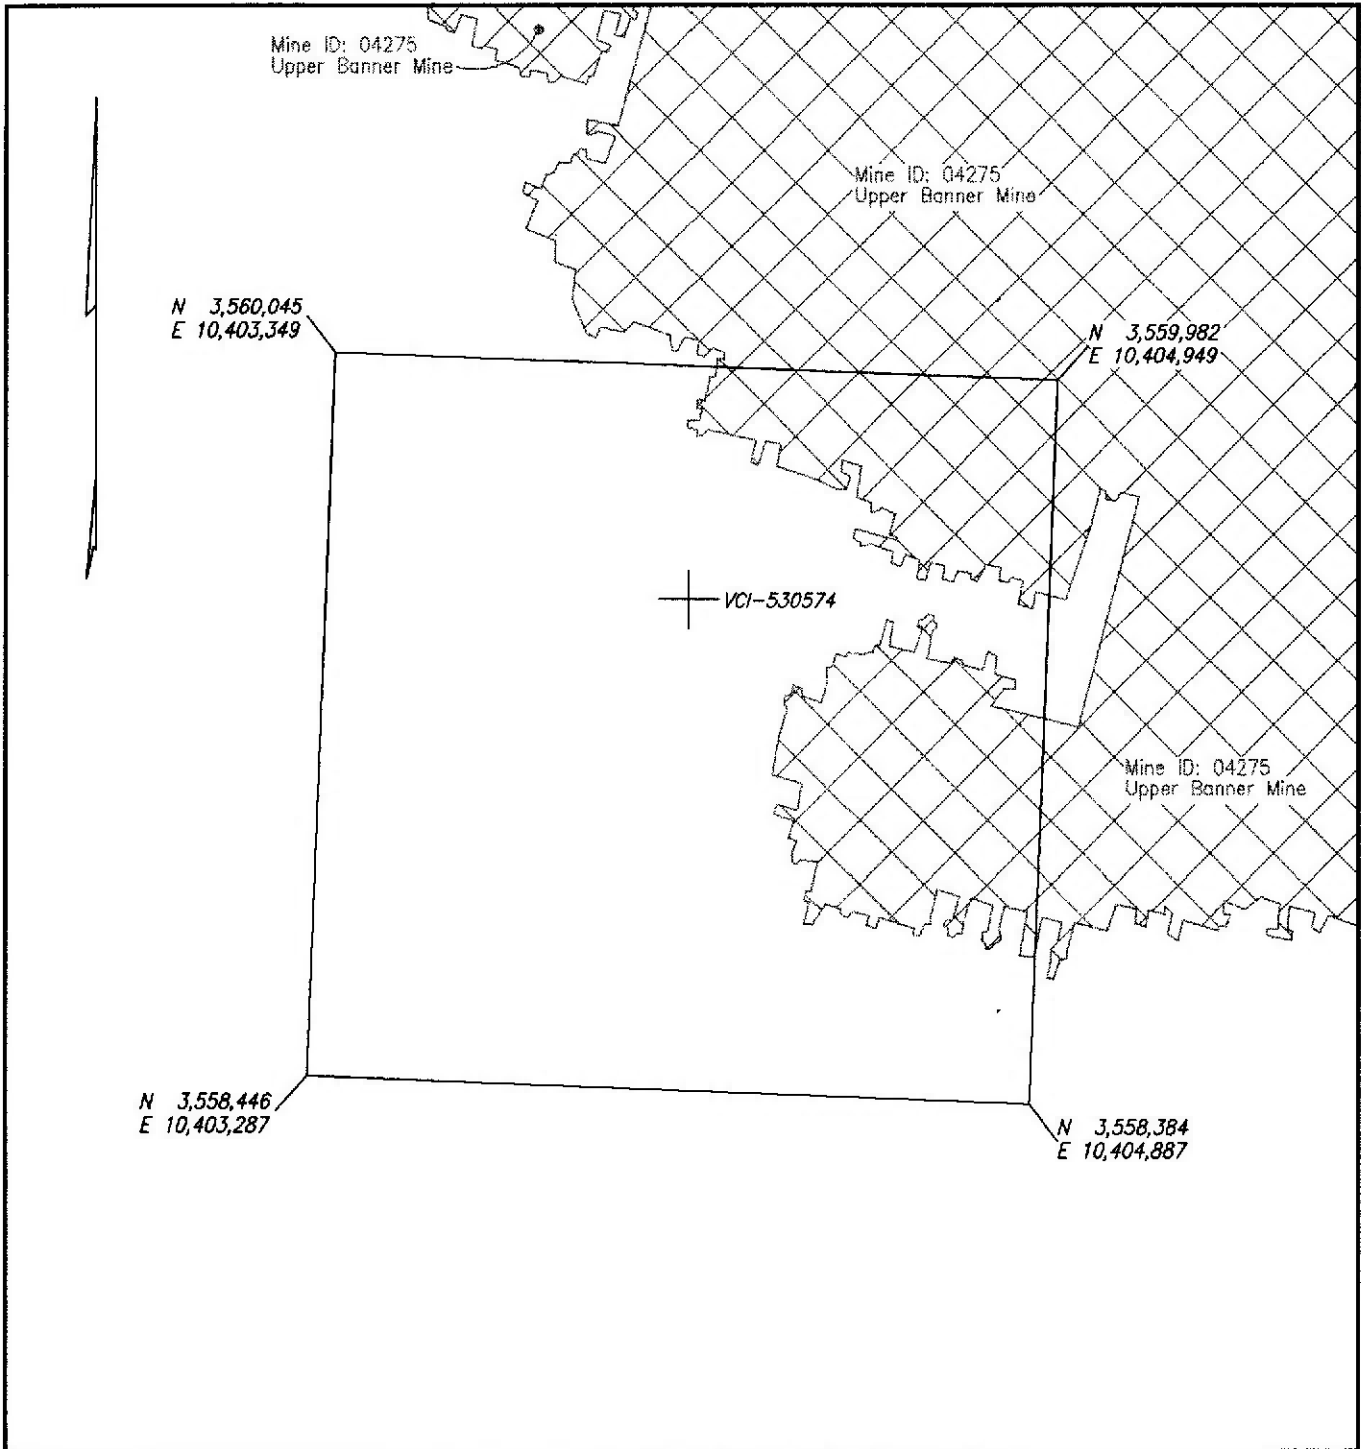 Mine ID: 04275
Upper Banner Mine
Mine ID: 04275
Upper Banner Mine
N 3,560,045
E 10,403,349
N 3,559,982
E 10,404,949
VCI-530574
Mine ID: 04275
Upper Banner Mine
N 3,558,446
E 10,403,287
N 3,558,384
E 10,404,887